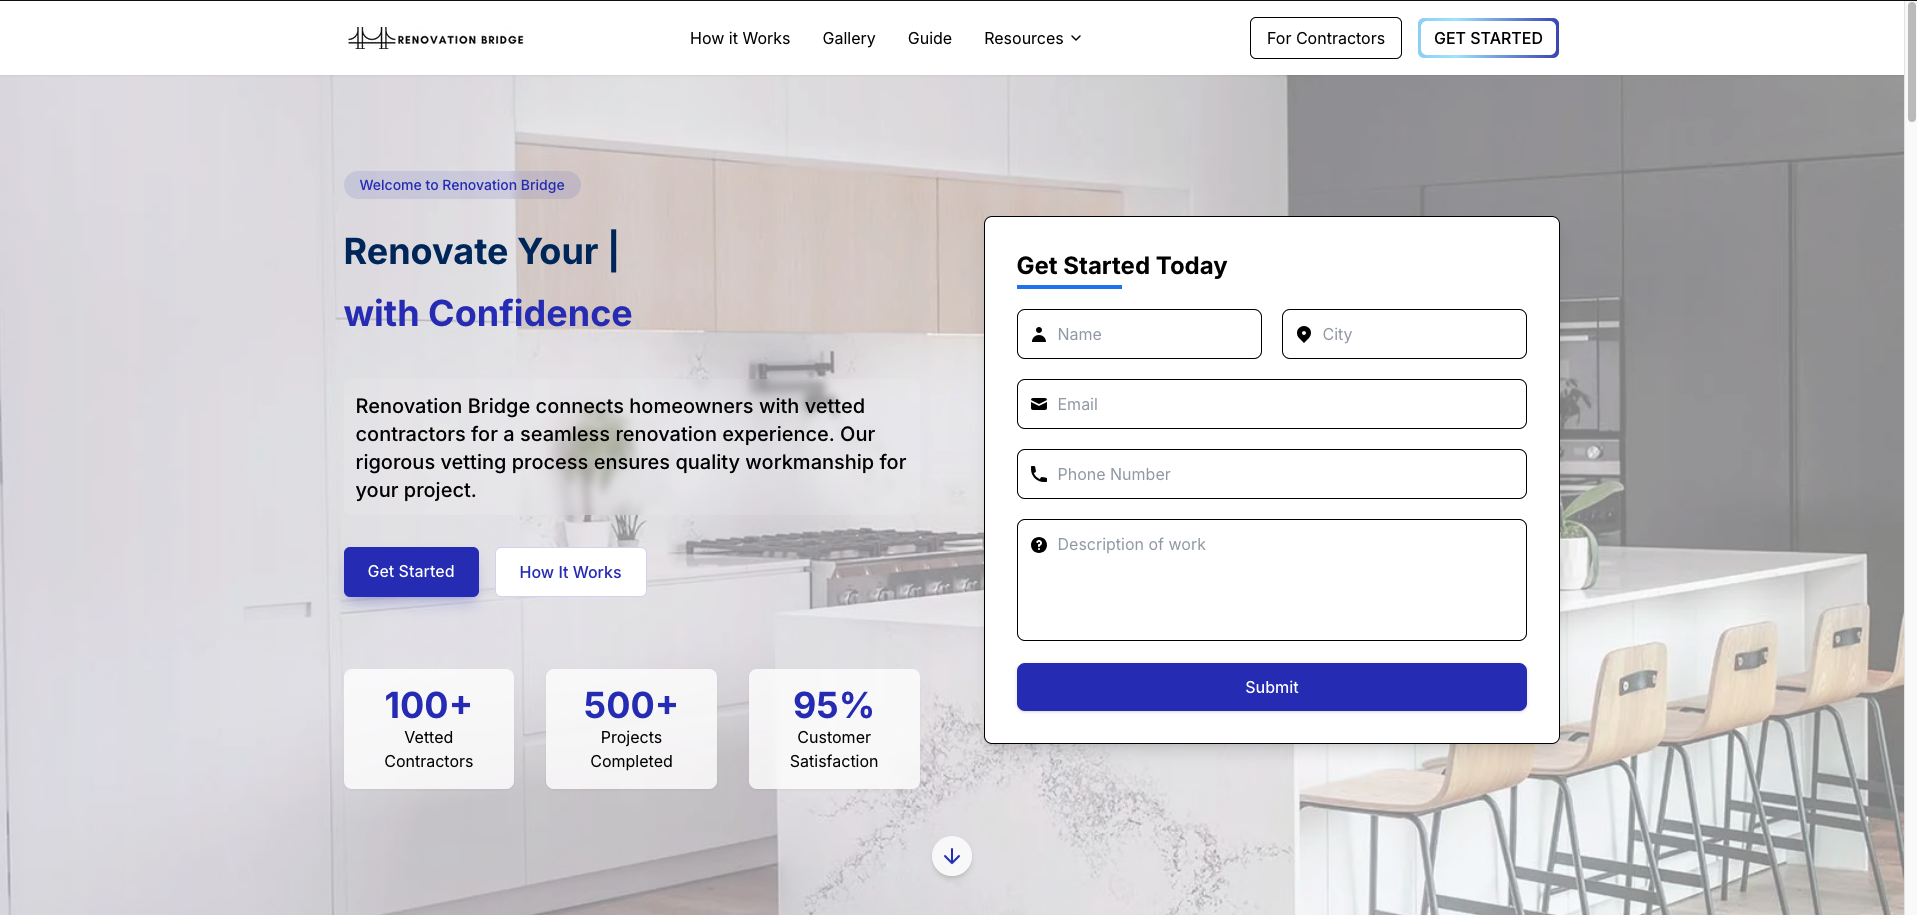 RENOVATION BRIDGE
How it Works
Gallery
Guide
Resources
For Contractors
GET STARTED
Welcome to Renovation Bridge
Renovate Your |
with Confidence
Renovation Bridge connects homeowners with vetted
contractors for a seamless renovation experience. Our
rigorous vetting process ensures quality workmanship for
your project.
Get Started
How It Works
100+
Vetted
Contractors
500+
Projects
Completed
95%
Customer
Satisfaction
Get Started Today
Name
City
Email
Phone Number
Description of work
Submit